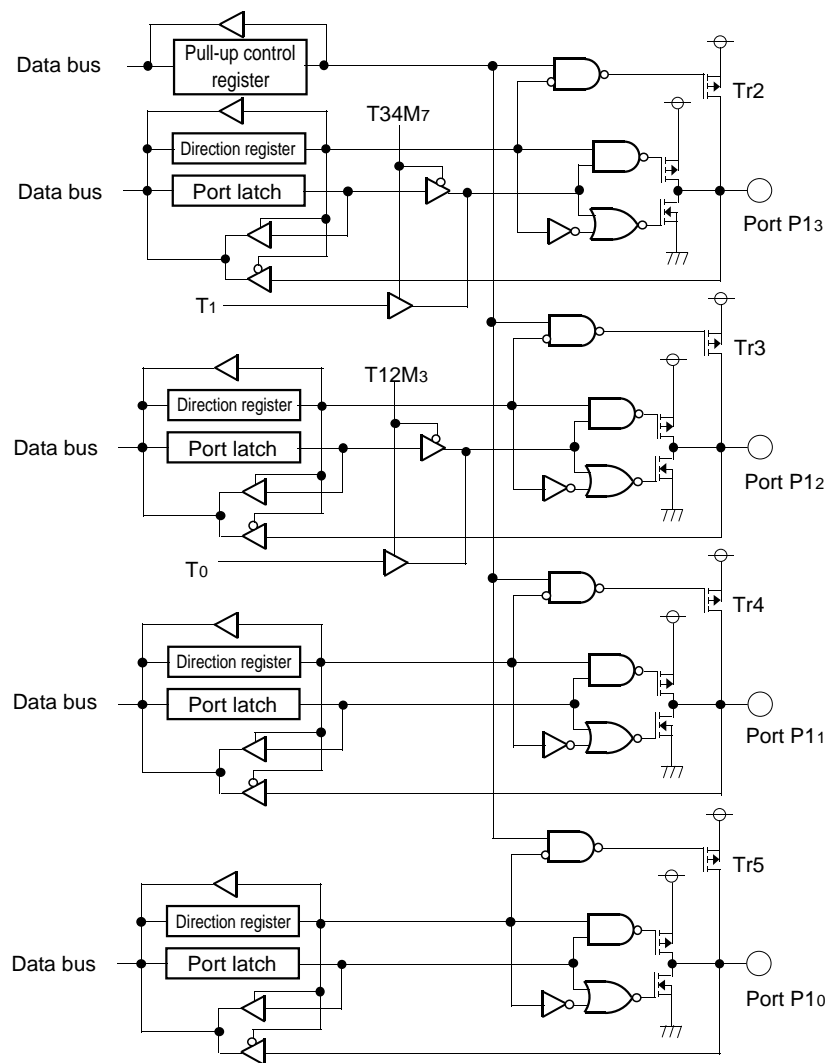 Data bus
Pull-up control
register
Tr2
T34M7
Direction register
Data bus
Port latch
Port P13
T1
Tr3
T12M3
Direction register
Data bus
Port latch
Port P12
T0
Tr4
Direction register
Data bus
Port latch
Port P11
Tr5
Direction register
Data bus
Port latch
Port P10